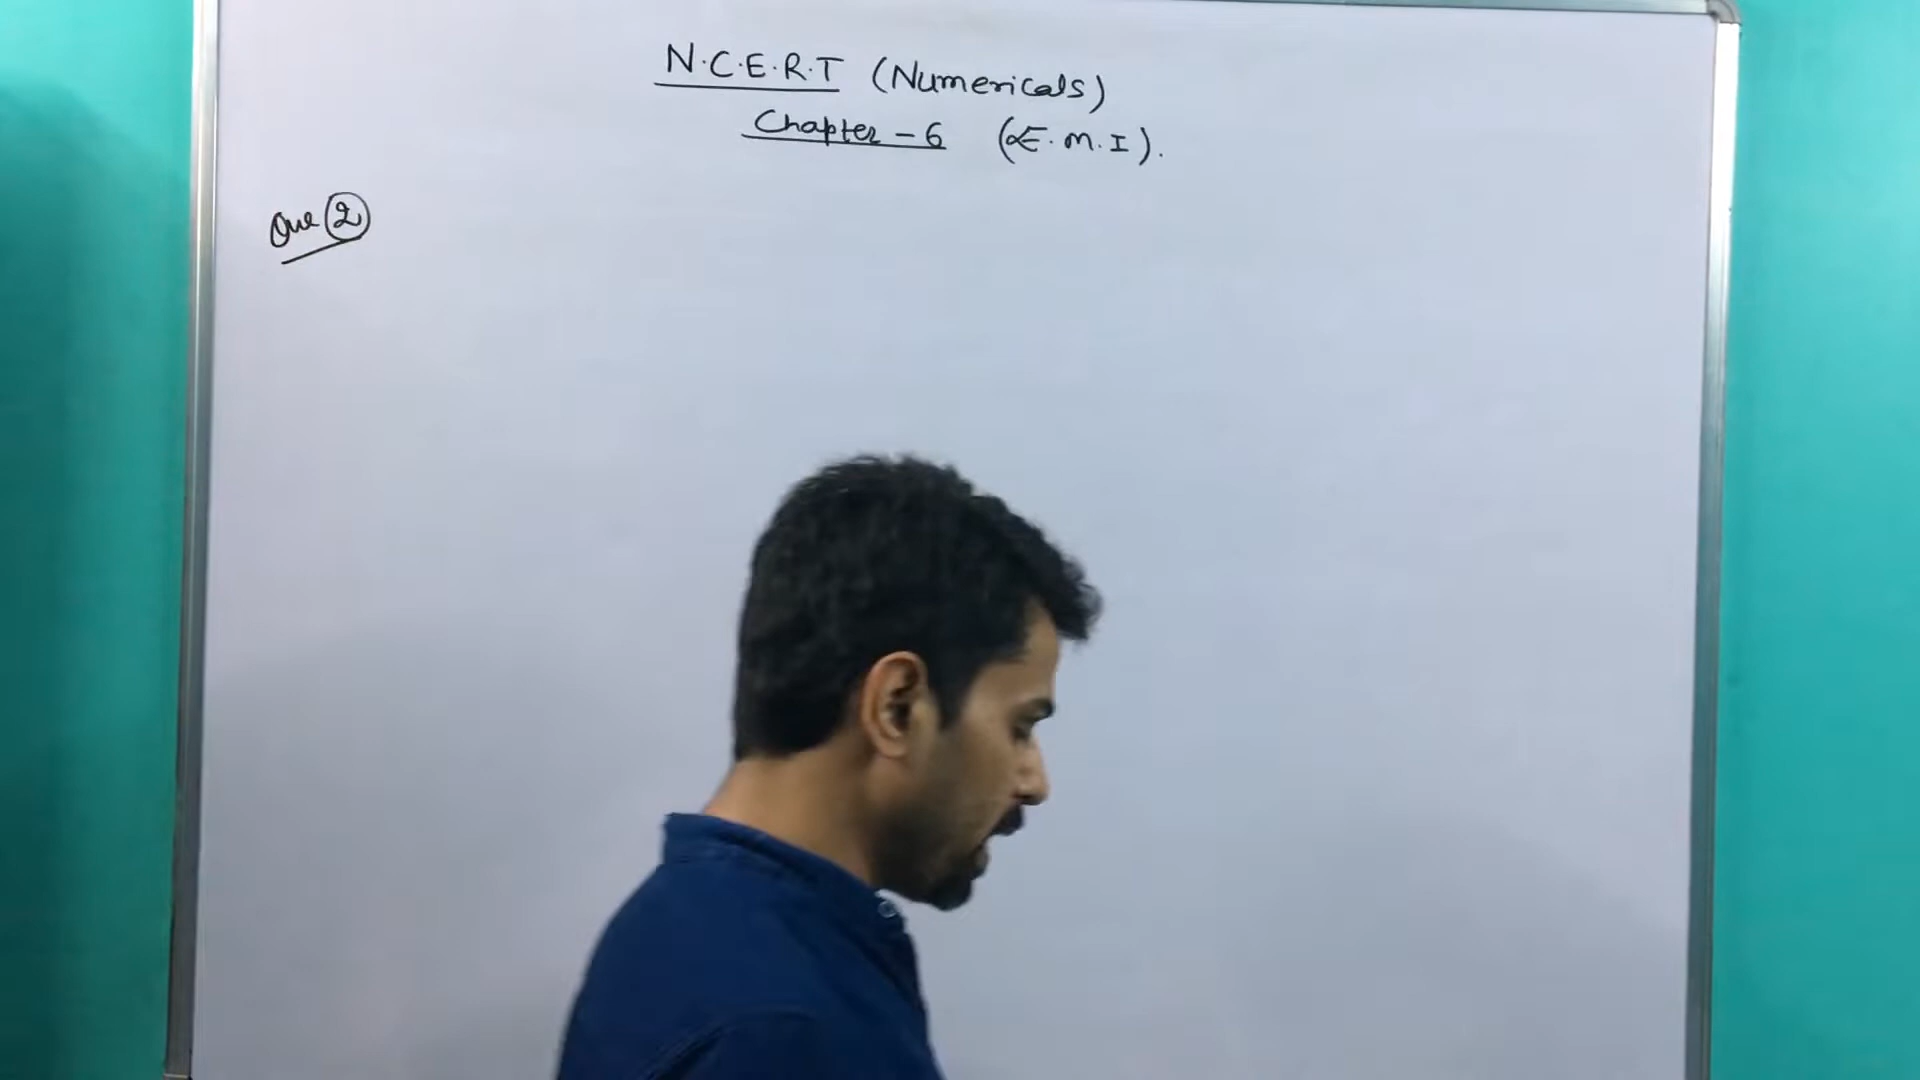 N.C.E.R.T (Numericals)
Chapter - 6 (E.M.I).
Que (2)